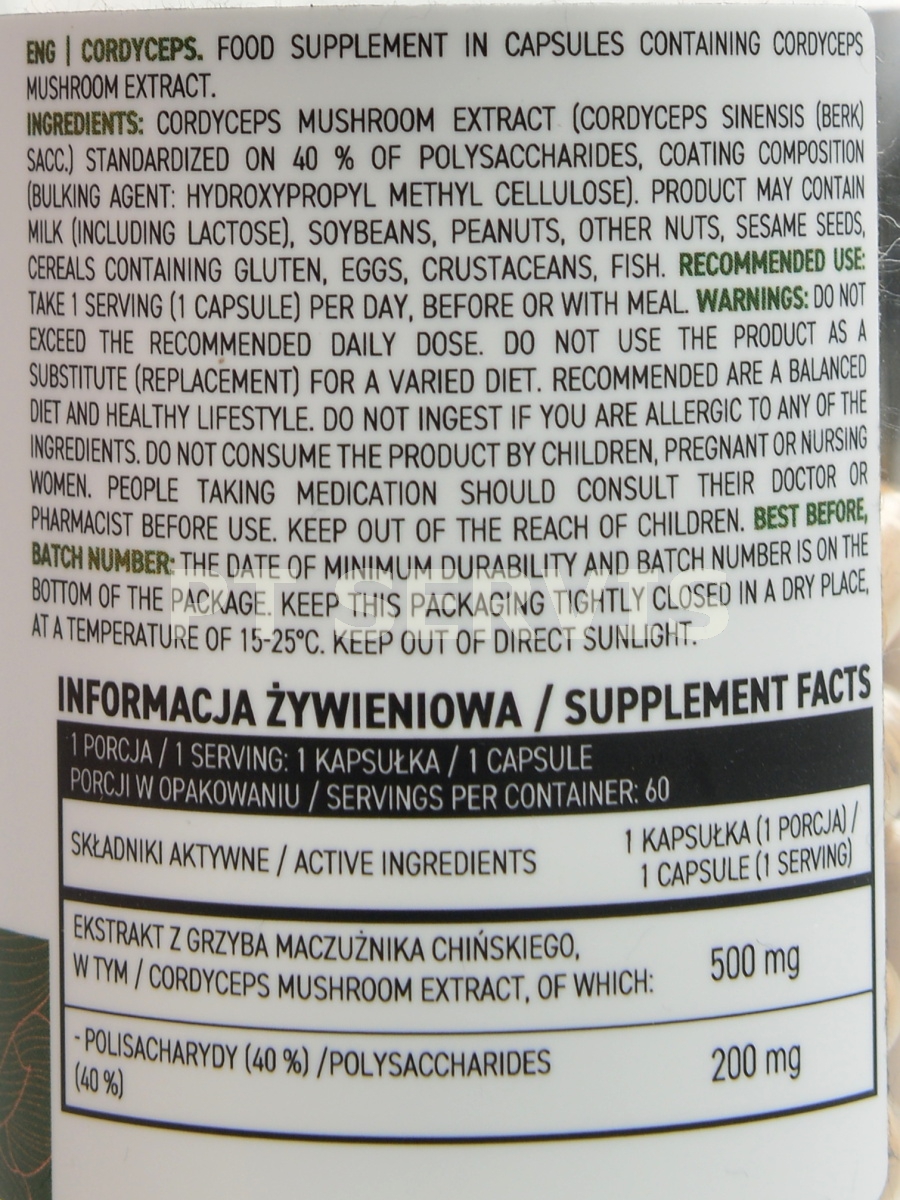 ENG | CORDYCEPS. FOOD SUPPLEMENT IN CAPSULES CONTAINING CORDYCEPS
MUSHROOM EXTRACT.
INGREDIENTS: CORDYCEPS MUSHROOM EXTRACT (CORDYCEPS SINENSIS (BERK)
SACC.) STANDARDIZED ON 40 % OF POLYSACCHARIDES, COATING COMPOSITION
(BULKING AGENT: HYDROXYPROPYL METHYL CELLULOSE). PRODUCT MAY CONTAIN
MILK (INCLUDING LACTOSE), SOYBEANS, PEANUTS, OTHER NUTS, SESAME SEEDS,
CEREALS CONTAINING GLUTEN, EGGS, CRUSTACEANS, FISH. RECOMMENDED USE:
TAKE 1 SERVING (1 CAPSULE) PER DAY, BEFORE OR WITH MEAL. WARNINGS: DO NOT
EXCEED THE RECOMMENDED DAILY DOSE. DO NOT USE THE PRODUCT AS A
SUBSTITUTE (REPLACEMENT) FOR A VARIED DIET. RECOMMENDED ARE A BALANCED
DIET AND HEALTHY LIFESTYLE. DO NOT INGEST IF YOU ARE ALLERGIC TO ANY OF THE
INGREDIENTS. DO NOT CONSUME THE PRODUCT BY CHILDREN, PREGNANT OR NURSING
WOMEN. PEOPLE TAKING MEDICATION SHOULD CONSULT THEIR DOCTOR OR
PHARMACIST BEFORE USE. KEEP OUT OF THE REACH OF CHILDREN. BEST BEFORE,
BATCH NUMBER: THE DATE OF MINIMUM DURABILITY AND BATCH NUMBER IS ON THE
BOTTOM OF THE PACKAGE. KEEP THIS PACKAGING TIGHTLY CLOSED IN A DRY PLACE,
AT A TEMPERATURE OF 15-25°C. KEEP OUT OF DIRECT SUNLIGHT.
PT SERVIS
INFORMACJA ŻYWIENIOWA / SUPPLEMENT FACTS
1 PORCJA / 1 SERVING: 1 KAPSUŁKA / 1 CAPSULE
PORCJI W OPAKOWANIU / SERVINGS PER CONTAINER: 60
SKŁADNIKI AKTYWNE / ACTIVE INGREDIENTS
1 KAPSUŁKA (1 PORCJA) /
1 CAPSULE (1 SERVING)
EKSTRAKT Z GRZYBA MACZUŻNIKA CHIŃSKIEGO,
W TYM / CORDYCEPS MUSHROOM EXTRACT, OF WHICH:
500 mg
- POLISACHARYDY (40 %) /POLYSACCHARIDES
(40 %)
200 mg